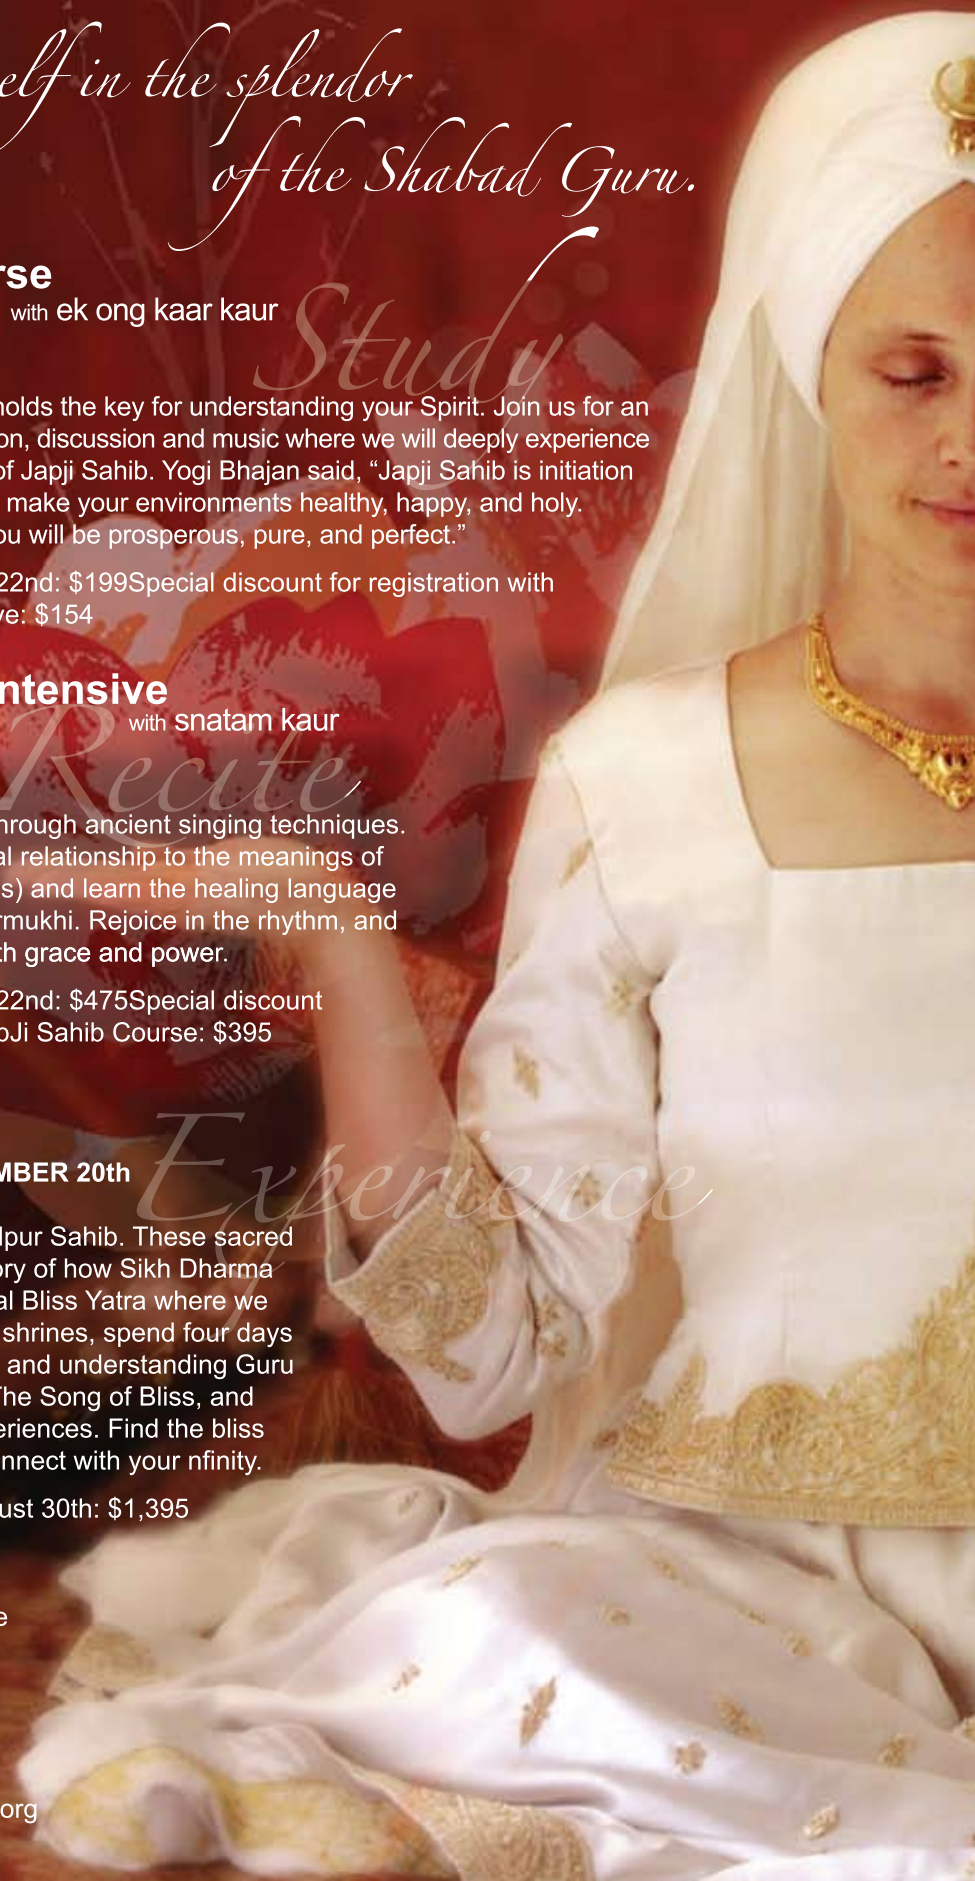 elf in the splendor
of the Shabad Guru.
rse
with ek ong kaar kaur
Study
holds the key for understanding your Spirit. Join us for an
on, discussion and music where we will deeply experience
of Japji Sahib. Yogi Bhajan said, “Japji Sahib is initiation
make your environments healthy, happy, and holy.
ou will be prosperous, pure, and perfect.”
22nd: $199Special discount for registration with
ve: $154
ntensive
with snatam kaur
Recite
hrough ancient singing techniques.
al relationship to the meanings of
s) and learn the healing language
rmukhi. Rejoice in the rhythm, and
th grace and power.
22nd: $475Special discount
pJi Sahib Course: $395
Experience
MBER 20th
dpur Sahib. These sacred
ory of how Sikh Dharma
al Bliss Yatra where we
shrines, spend four days
and understanding Guru
The Song of Bliss, and
eriences. Find the bliss
nnect with your nfinity.
ust 30th: $1,395
e
org